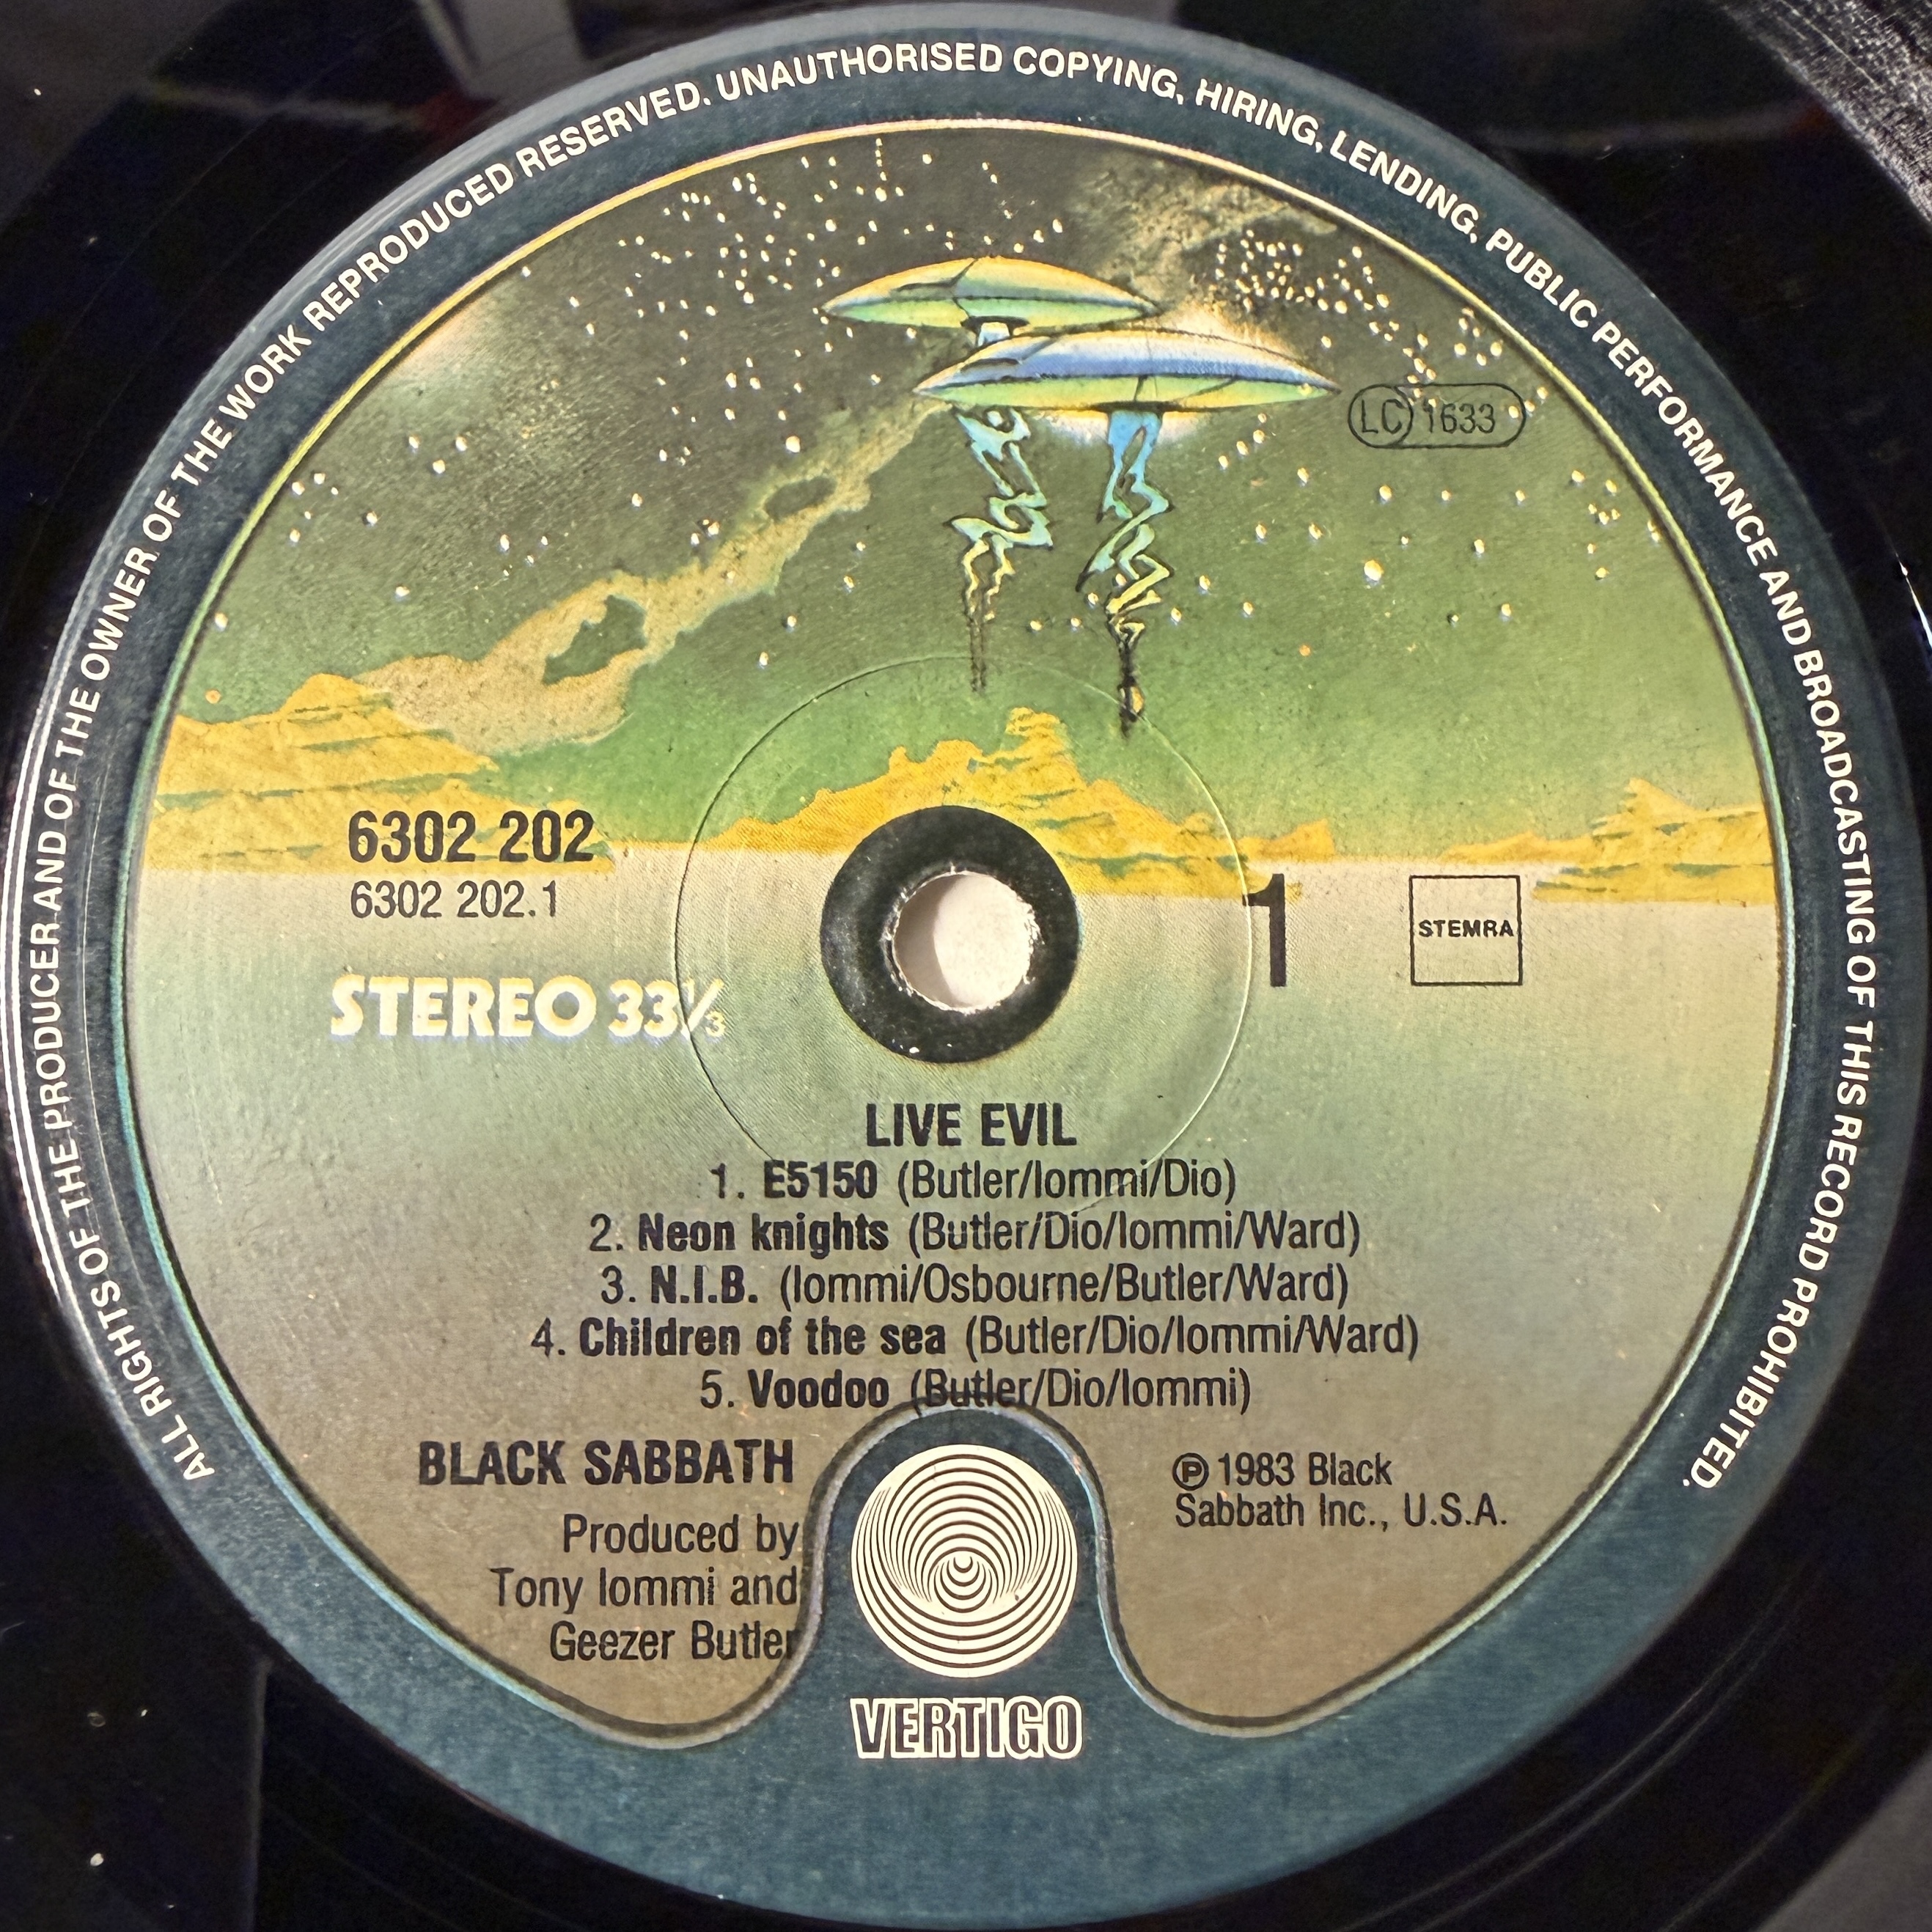 ALL RIGHTS OF THE PRODUCER AND OF THE OWNER OF THE WORK REPRODUCED RESERVED. UNAUTHORISED COPYING, HIRING, LENDING, PUBLIC PERFORMANCE AND BROADCASTING OF THIS RECORD PROHIBITED.
LC 1633
6302 202
6302 202.1
1
STEMRA
STEREO 33⅓
LIVE EVIL
1. E5150 (Butler/Iommi/Dio)
2. Neon knights (Butler/Dio/Iommi/Ward)
3. N.I.B. (Iommi/Osbourne/Butler/Ward)
4. Children of the sea (Butler/Dio/Iommi/Ward)
5. Voodoo (Butler/Dio/Iommi)
BLACK SABBATH
Produced by
Tony Iommi and
Geezer Butler
℗ 1983 Black
Sabbath Inc., U.S.A.
VERTIGO